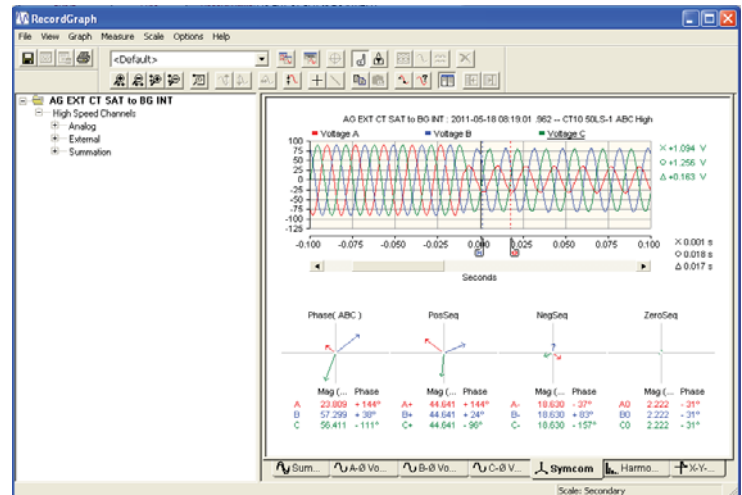 RecordGraph
File View Graph Measure Scale Options Help
<Default>
AG EXT CT SAT to BG INT
High Speed Channels
Analog
External
Summation
AG EXT CT SAT to BG INT : 2011-05-18 08:19:01 .962 -- CT10 50LS-1 ABC High
Voltage A Voltage B Voltage C
100
75
50
25
0
-25
-50
-75
-100
-125
X +1.094 V
O +1.256 V
Δ +0.163 V
-0.100 -0.075 -0.050 -0.025 0.000 0.025 0.050 0.075 0.100
X 0.001 s
O 0.018 s
Δ 0.017 s
Seconds
Phase( ABC ) PosSeq NegSeq ZeroSeq
Mag (... Phase Mag (... Phase Mag (... Phase Mag (... Phase
A 23.809 + 144° A+ 44.641 + 144° A- 18.630 - 37° A0 2.222 - 31°
B 57.299 + 38° B+ 44.641 + 24° B- 18.630 + 83° B0 2.222 - 31°
C 56.411 - 111° C+ 44.641 - 96° C- 18.630 - 157° C0 2.222 - 31°
Sum... A-Ø Vo... B-Ø Vo... C-Ø V... Symcom Harmo... X-Y-...
Scale: Secondary